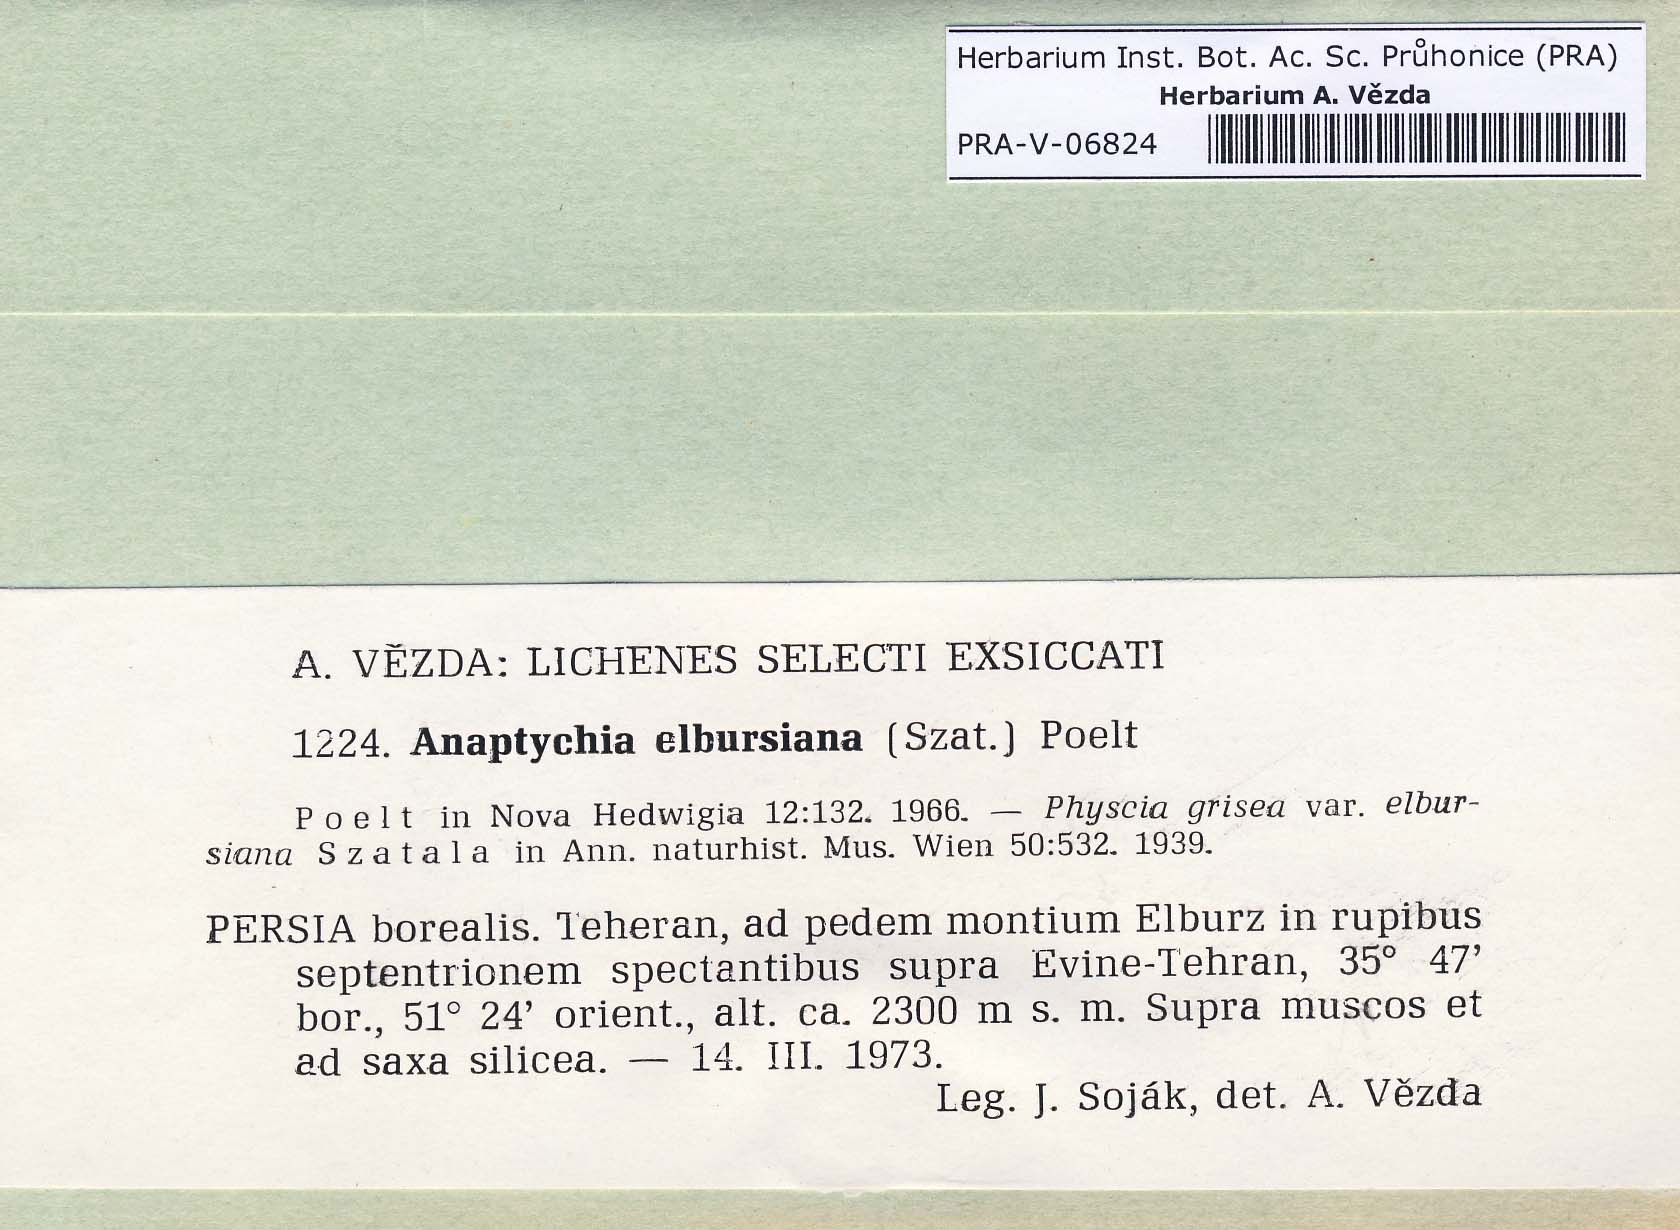 Herbarium Inst. Bot. Ac. Sc. Průhonice (PRA)
Herbarium A. Vězda
PRA-V-06824
A. VĚZDA: LICHENES SELECTI EXSICCATI
1224. Anaptychia elbursiana (Szat.) Poelt
Poelt in Nova Hedwigia 12:132. 1966. — Physcia grisea var. elbur-
siana Szatala in Ann. naturhist. Mus. Wien 50:532. 1939.
PERSIA borealis. Teheran, ad pedem montium Elburz in rupibus
septentrionem spectantibus supra Evine-Tehran, 35° 47’
bor., 51° 24’ orient., alt. ca. 2300 m s. m. Supra muscos et
ad saxa silicea. — 14. III. 1973.
Leg. J. Soják, det. A. Vězda